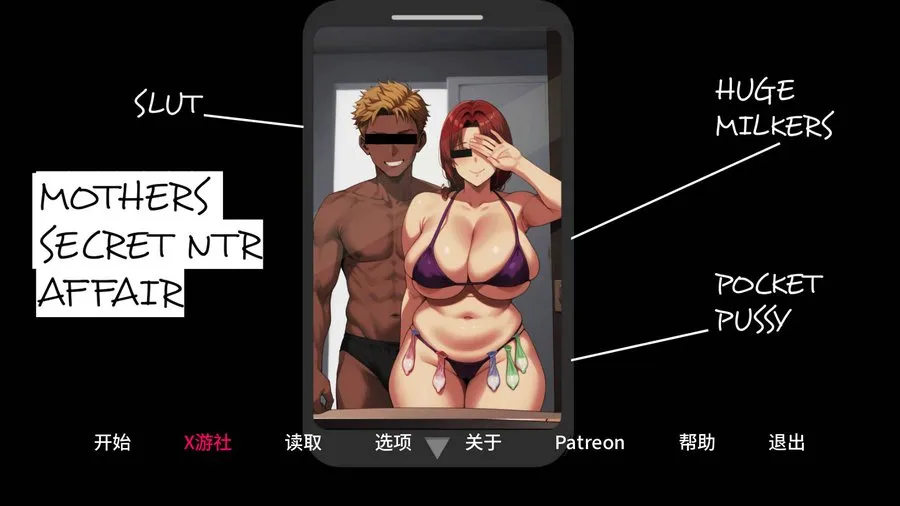 SLUT
HUGE
MILKERS
MOTHERS
SECRET NTR
AFFAIR
POCKET
PUSSY
开始 X游社 读取 选项 关于 Patreon 帮助 退出